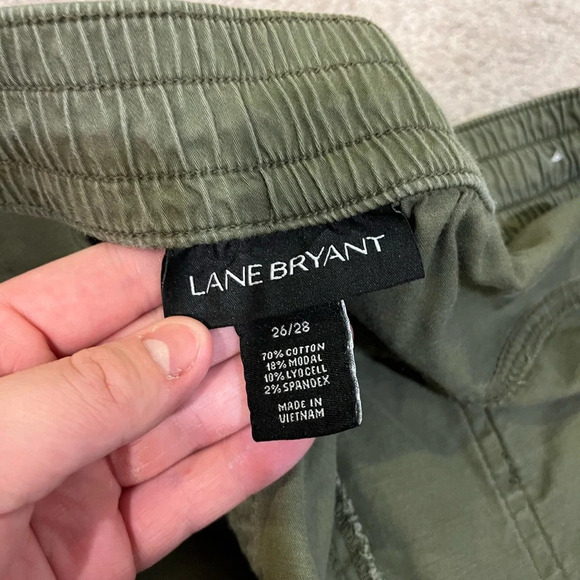 LANE BRYANT
26/28
70% COTTON
18% MODAL
10% LYOCELL
2% SPANDEX
MADE IN
VIETNAM